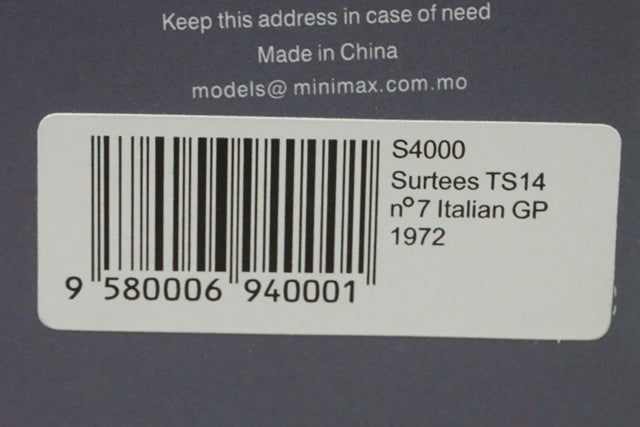 Keep this address in case of need
Made in China
models@ minimax.com.mo
S4000
Surtees TS14
nº7 Italian GP
1972
9 580006 940001